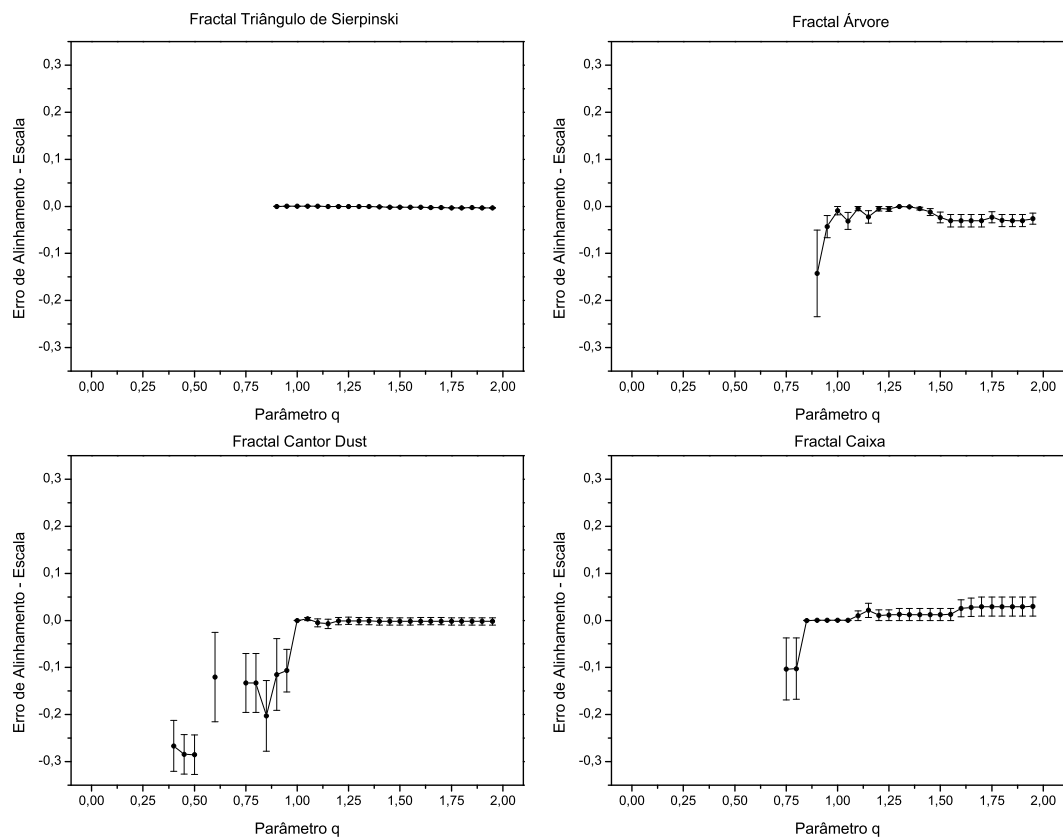 Fractal Triângulo de Sierpinski
0,3
0,2
0,1
0,0
-0,1
-0,2
-0,3
Erro de Alinhamento - Escala
0,00 0,25 0,50 0,75 1,00 1,25 1,50 1,75 2,00
Parâmetro q
Fractal Árvore
0,3
0,2
0,1
0,0
-0,1
-0,2
-0,3
Erro de Alinhamento - Escala
0,00 0,25 0,50 0,75 1,00 1,25 1,50 1,75 2,00
Parâmetro q
Fractal Cantor Dust
0,3
0,2
0,1
0,0
-0,1
-0,2
-0,3
Erro de Alinhamento - Escala
0,00 0,25 0,50 0,75 1,00 1,25 1,50 1,75 2,00
Parâmetro q
Fractal Caixa
0,3
0,2
0,1
0,0
-0,1
-0,2
-0,3
Erro de Alinhamento - Escala
0,00 0,25 0,50 0,75 1,00 1,25 1,50 1,75 2,00
Parâmetro q